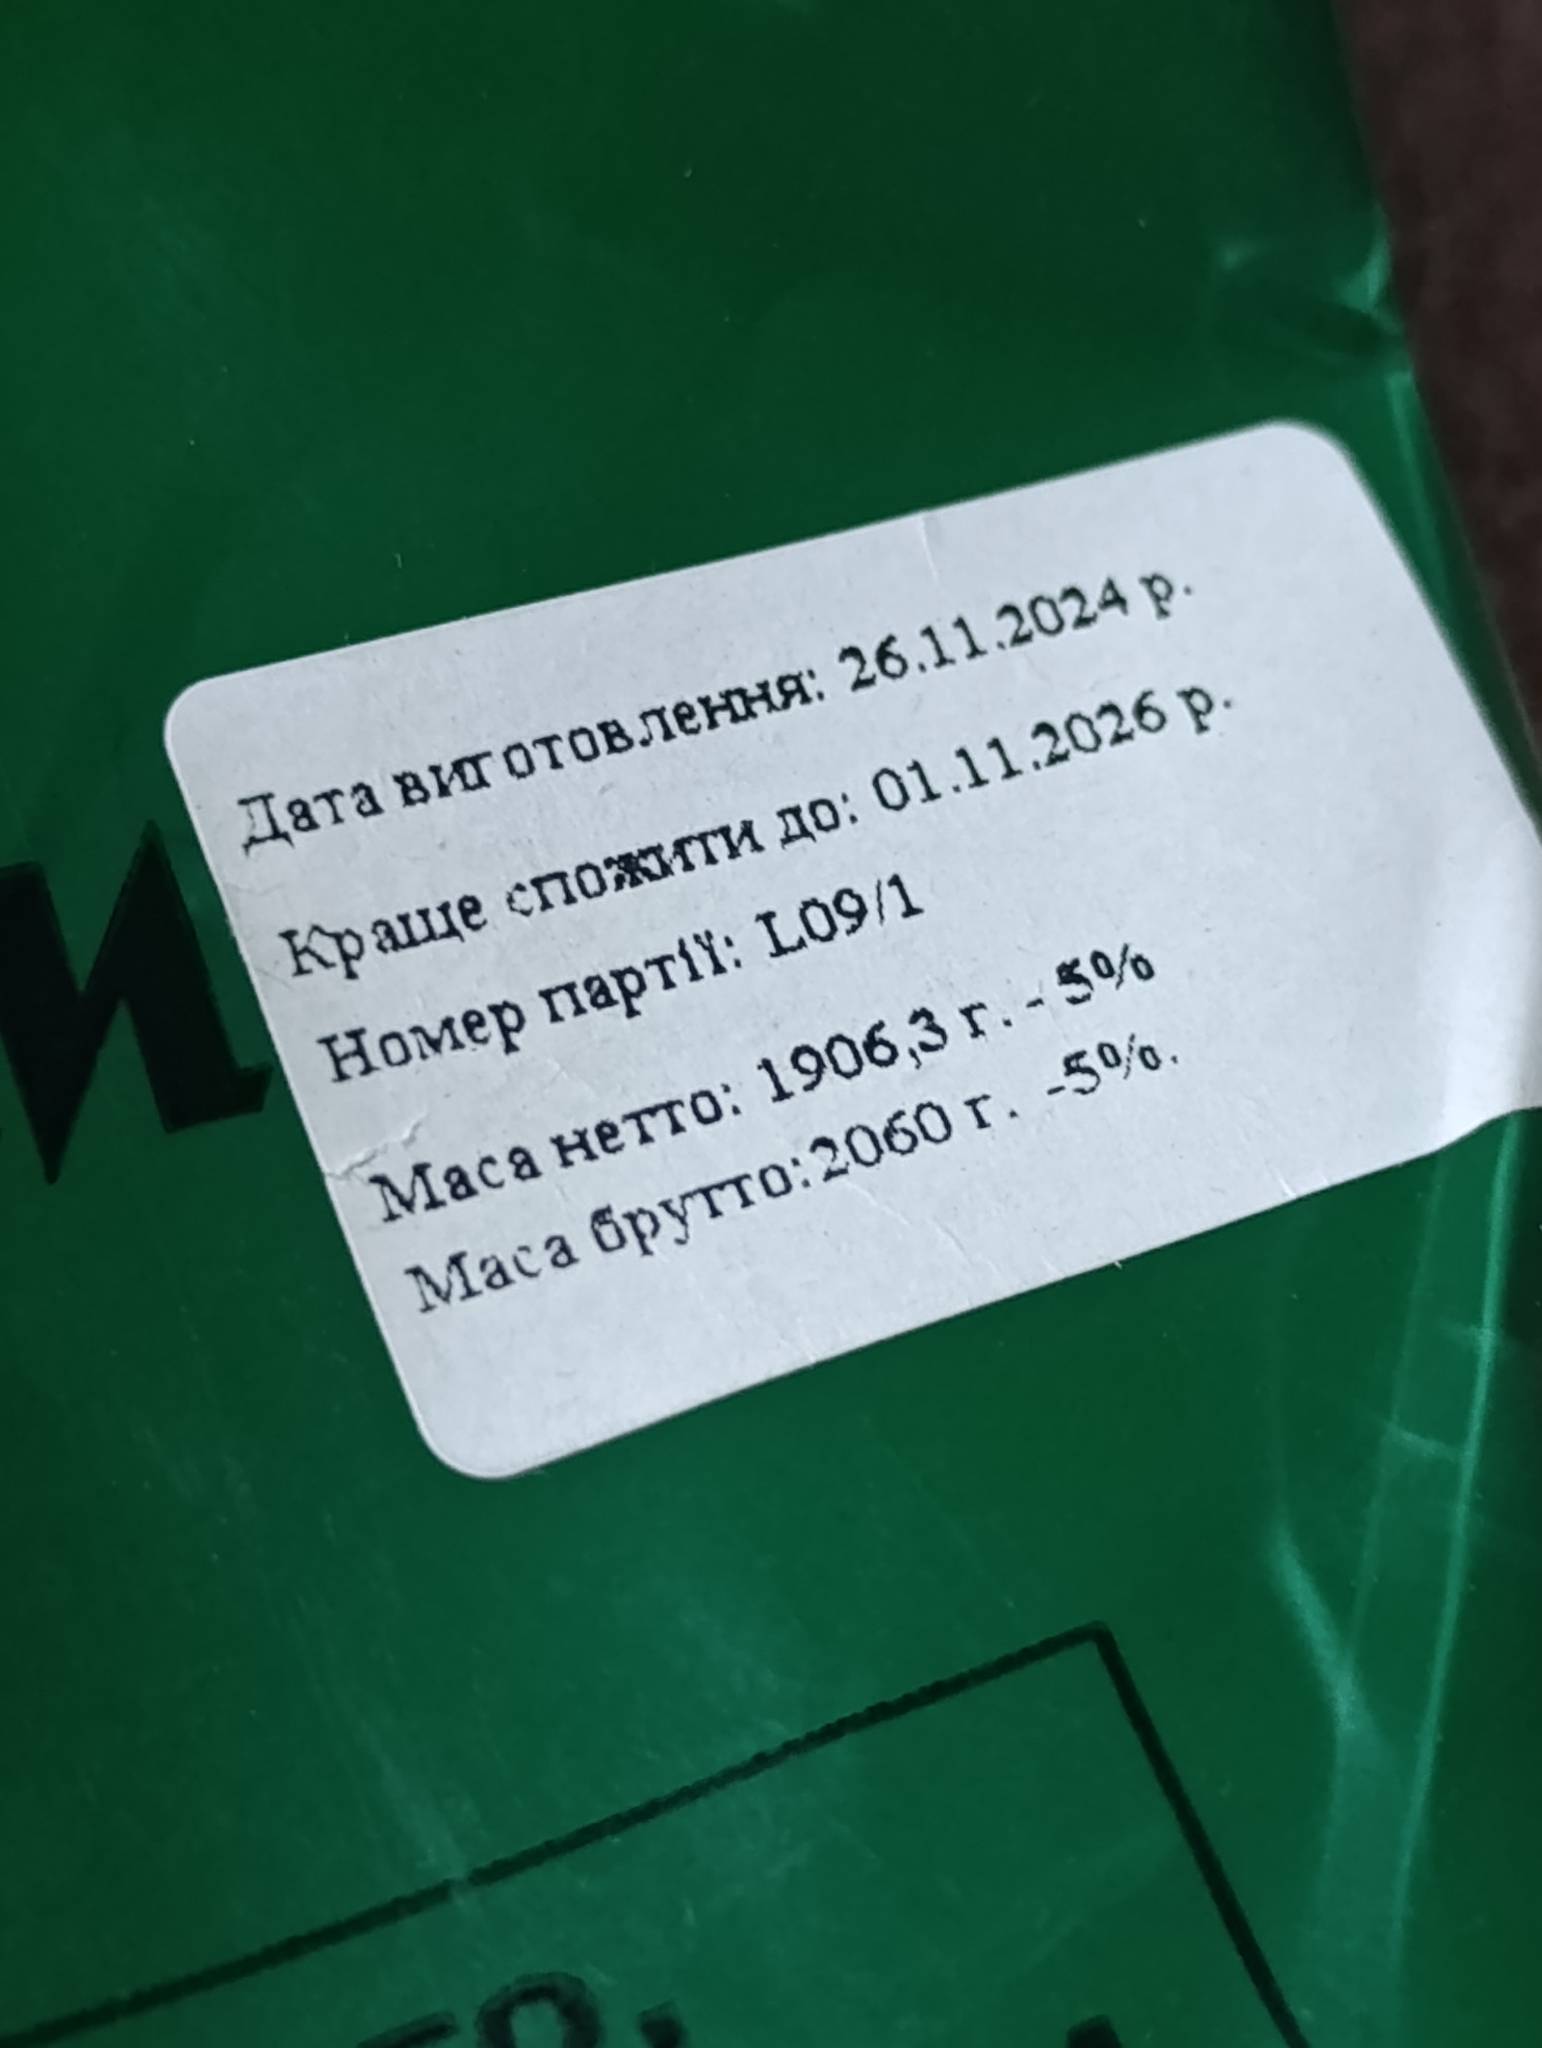 Дата виготовлення: 26.11.2024 р.
Краще спожити до: 01.11.2026 р.
Номер партії: L09/1
Маса нетто: 1906,3 г. - 5%
Маса брутто:2060 г. -5%.